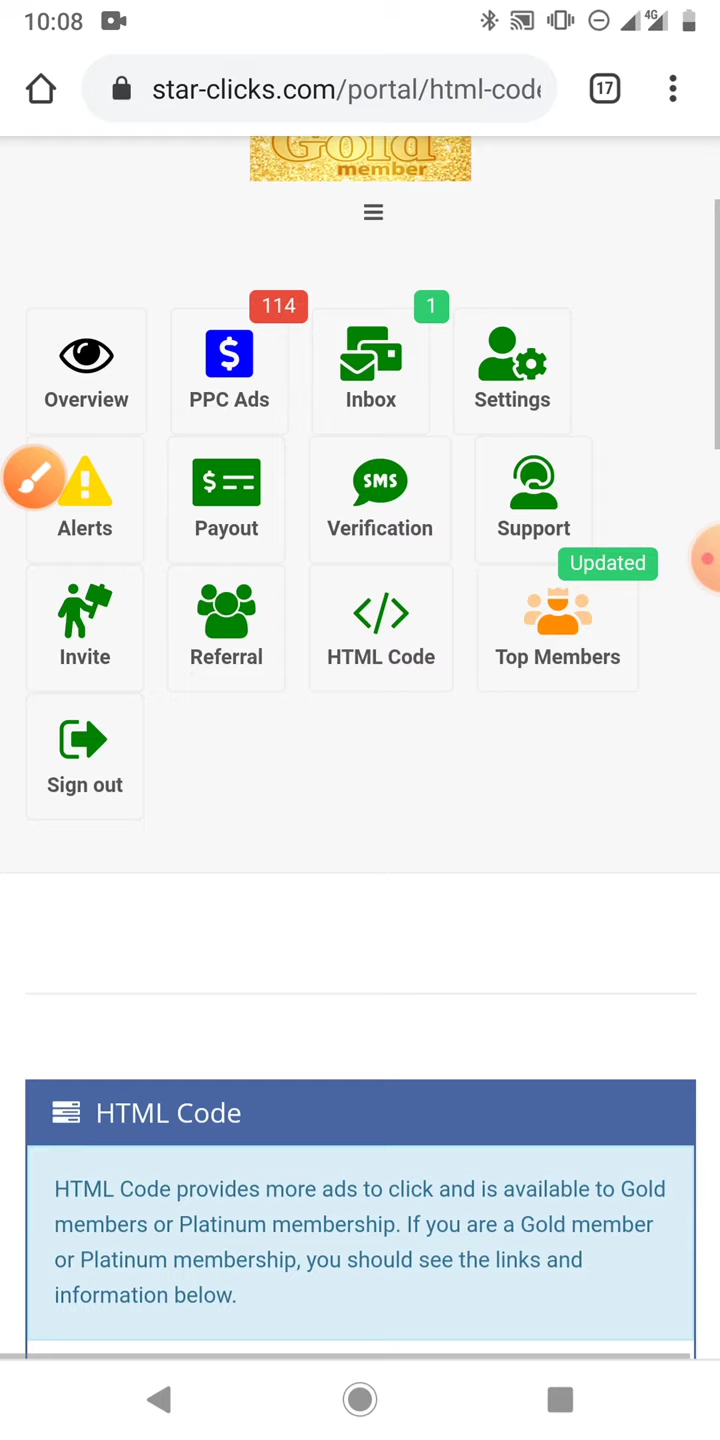 10:08
4G
star-clicks.com/portal/html-code
17
Gold
member
114
1
Overview
PPC Ads
Inbox
Settings
SMS
Alerts
Payout
Verification
Support
Updated
Invite
Referral
HTML Code
Top Members
Sign out
HTML Code
HTML Code provides more ads to click and is available to Gold
members or Platinum membership. If you are a Gold member
or Platinum membership, you should see the links and
information below.